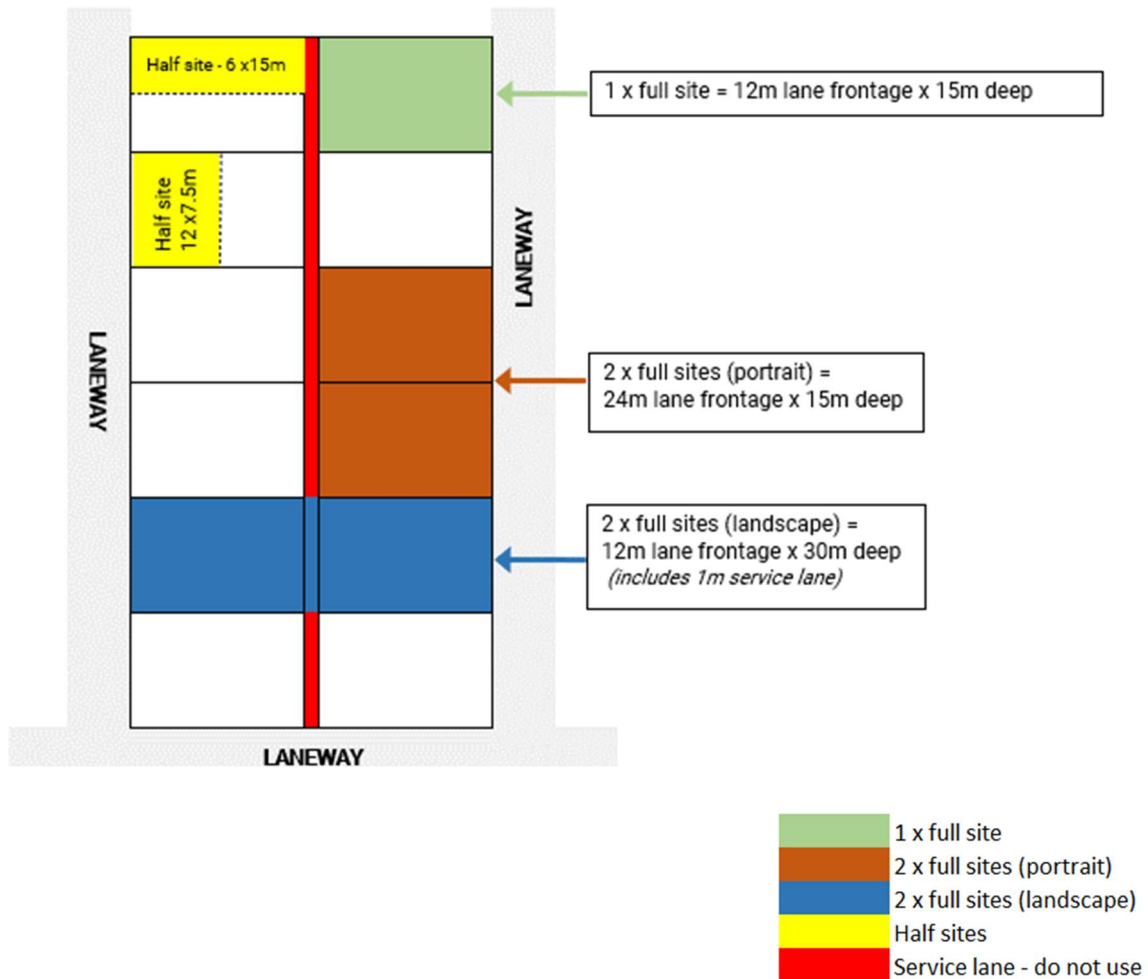 Half site - 6 x15m
1 x full site = 12m lane frontage x 15m deep
Half site
12 x7.5m
LANEWAY
LANEWAY
2 x full sites (portrait) =
24m lane frontage x 15m deep
2 x full sites (landscape) =
12m lane frontage x 30m deep
(includes 1m service lane)
LANEWAY
1 x full site
2 x full sites (portrait)
2 x full sites (landscape)
Half sites
Service lane - do not use